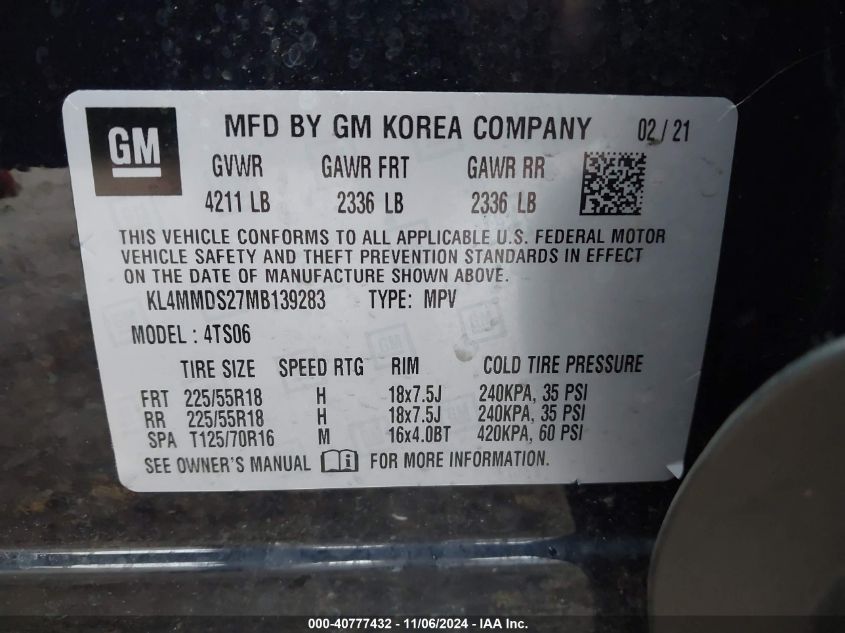 GM
MFD BY GM KOREA COMPANY 02/21
GVWR GAWR FRT GAWR RR
4211 LB 2336 LB 2336 LB
THIS VEHICLE CONFORMS TO ALL APPLICABLE U.S. FEDERAL MOTOR
VEHICLE SAFETY AND THEFT PREVENTION STANDARDS IN EFFECT
ON THE DATE OF MANUFACTURE SHOWN ABOVE.
KL4MMDS27MB139283 TYPE: MPV
MODEL : 4TS06
TIRE SIZE SPEED RTG RIM COLD TIRE PRESSURE
FRT 225/55R18 H 18x7.5J 240KPA, 35 PSI
RR 225/55R18 H 18x7.5J 240KPA, 35 PSI
SPA T125/70R16 M 16x4.0BT 420KPA, 60 PSI
SEE OWNER'S MANUAL i FOR MORE INFORMATION.
000-40777432 - 11/06/2024 - IAA Inc.